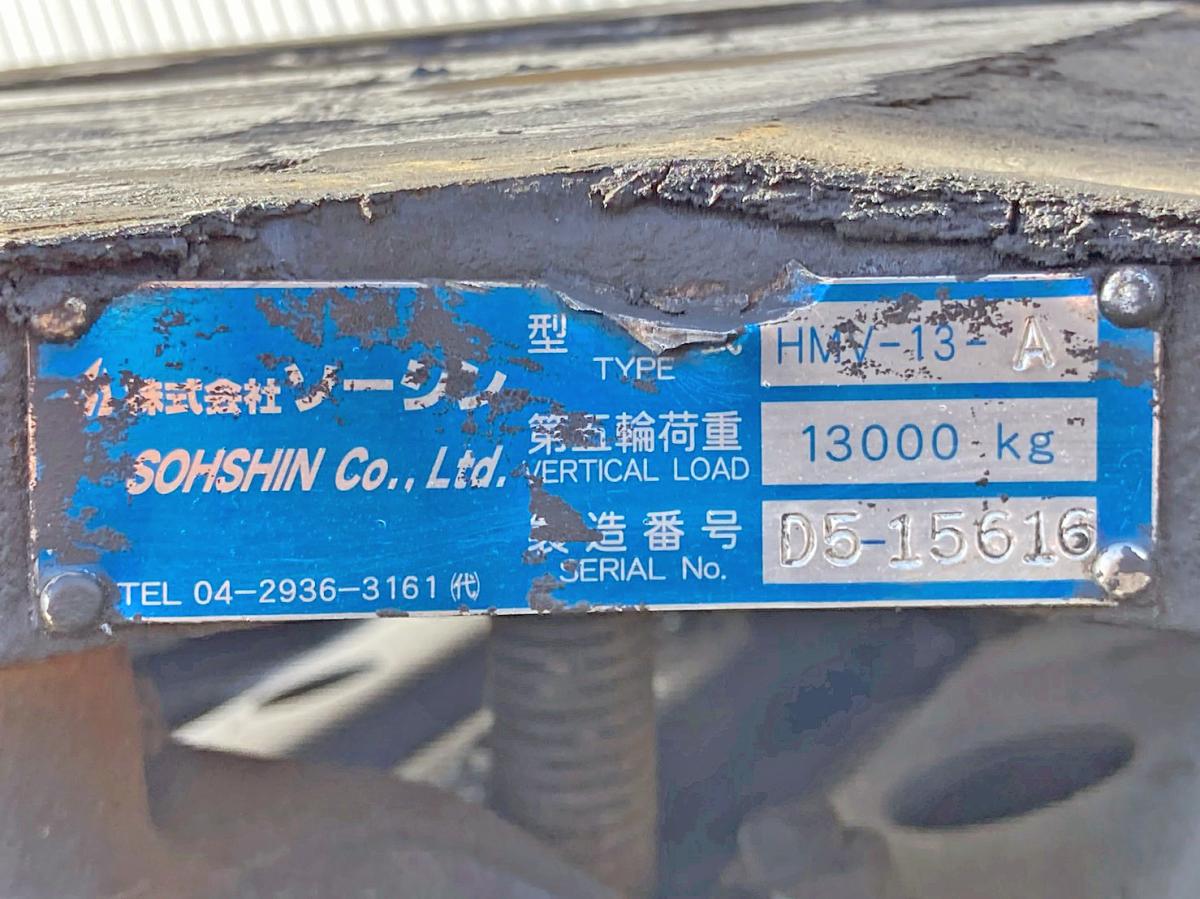 株式会社ソーシン
SOHSHIN Co., Ltd.
TEL 04-2936-3161 (代)
型
TYPE
HMV-13-A
第五輪荷重
VERTICAL LOAD
13000 kg
製造番号
SERIAL No.
D5-15616